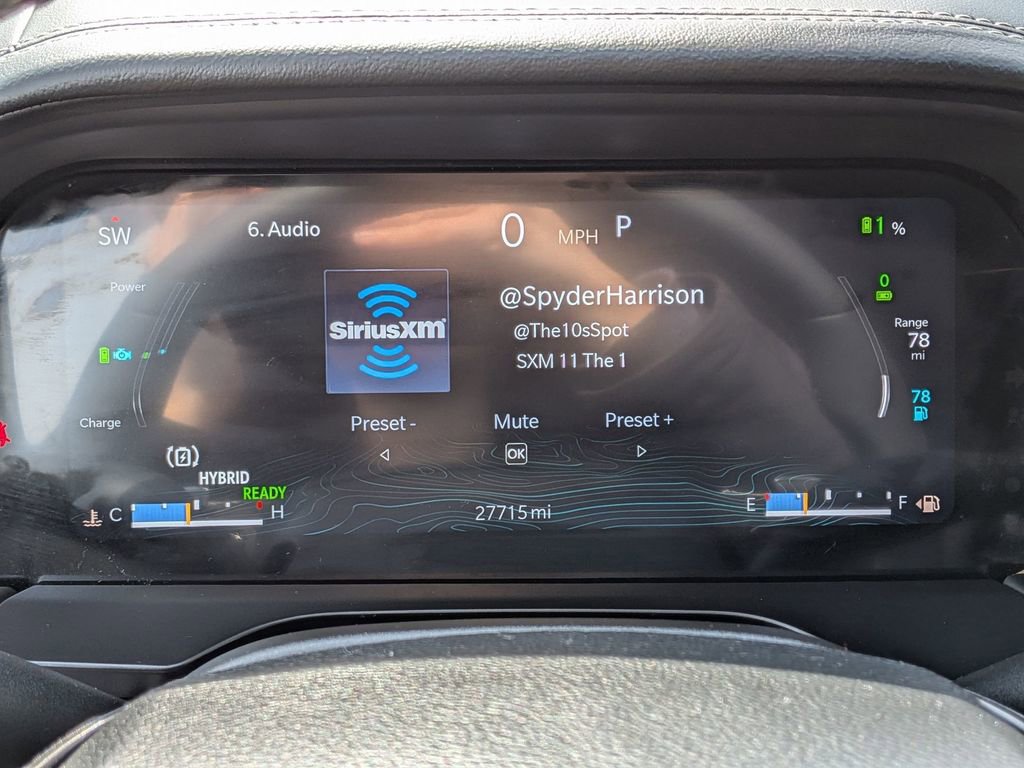 SW
6. Audio
0 MPH P
1 %
Power
SiriusXM
@SpyderHarrison
@The10sSpot
SXM 11 The 1
0
Range
78
mi
78
Charge
Preset -
Mute
Preset +
OK
HYBRID
READY
C
H
27715 mi
E
F